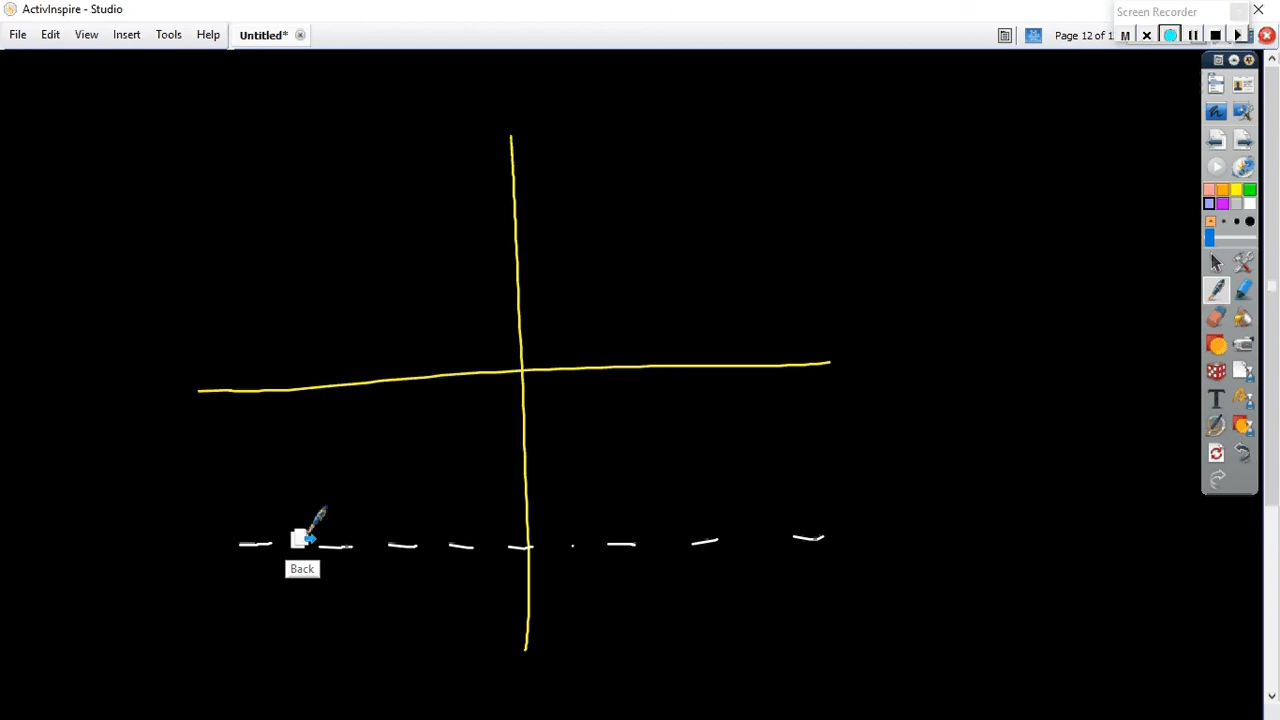 ActivInspire - Studio
Screen Recorder
File Edit View Insert Tools Help Untitled* Page 12 of 1
M
T
Back